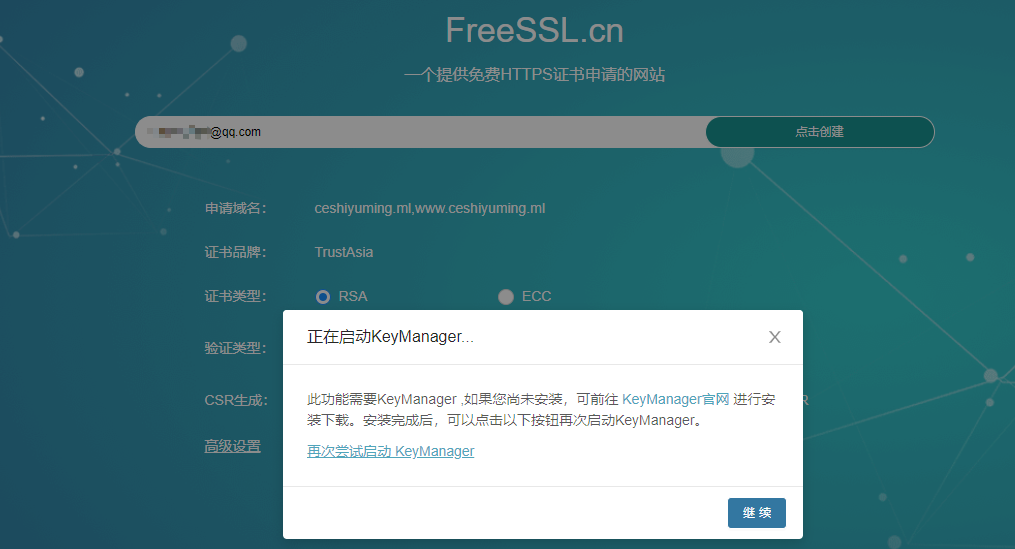 FreeSSL.cn
一个提供免费HTTPS证书申请的网站
@qq.com 点击创建
申请域名： ceshiyuming.ml,www.ceshiyuming.ml
证书品牌： TrustAsia
证书类型： RSA ECC
正在启动KeyManager...
验证类型：
此功能需要KeyManager ,如果您尚未安装，可前往 KeyManager官网 进行安
装下载。安装完成后，可以点击以下按钮再次启动KeyManager。
CSR生成： R
高级设置
再次尝试启动 KeyManager
继 续